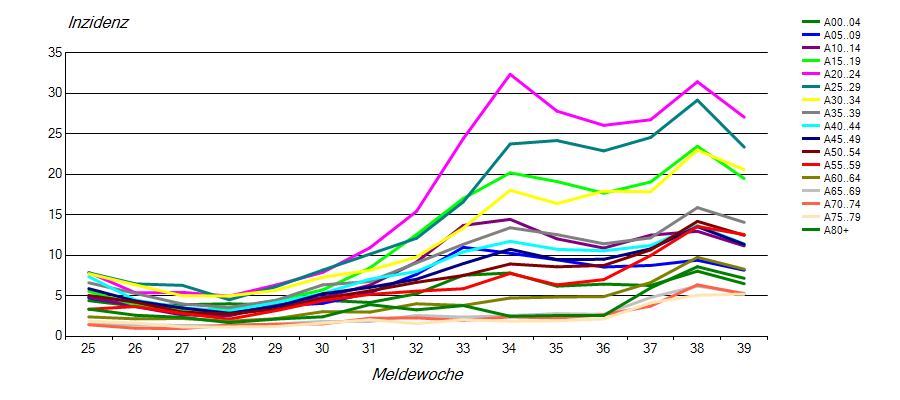 Inzidenz
35
30
25
20
15
10
5
0
25 26 27 28 29 30 31 32 33 34 35 36 37 38 39
Meldewoche
A00..04
A05..09
A10..14
A15..19
A20..24
A25..29
A30..34
A35..39
A40..44
A45..49
A50..54
A55..59
A60..64
A65..69
A70..74
A75..79
A80+